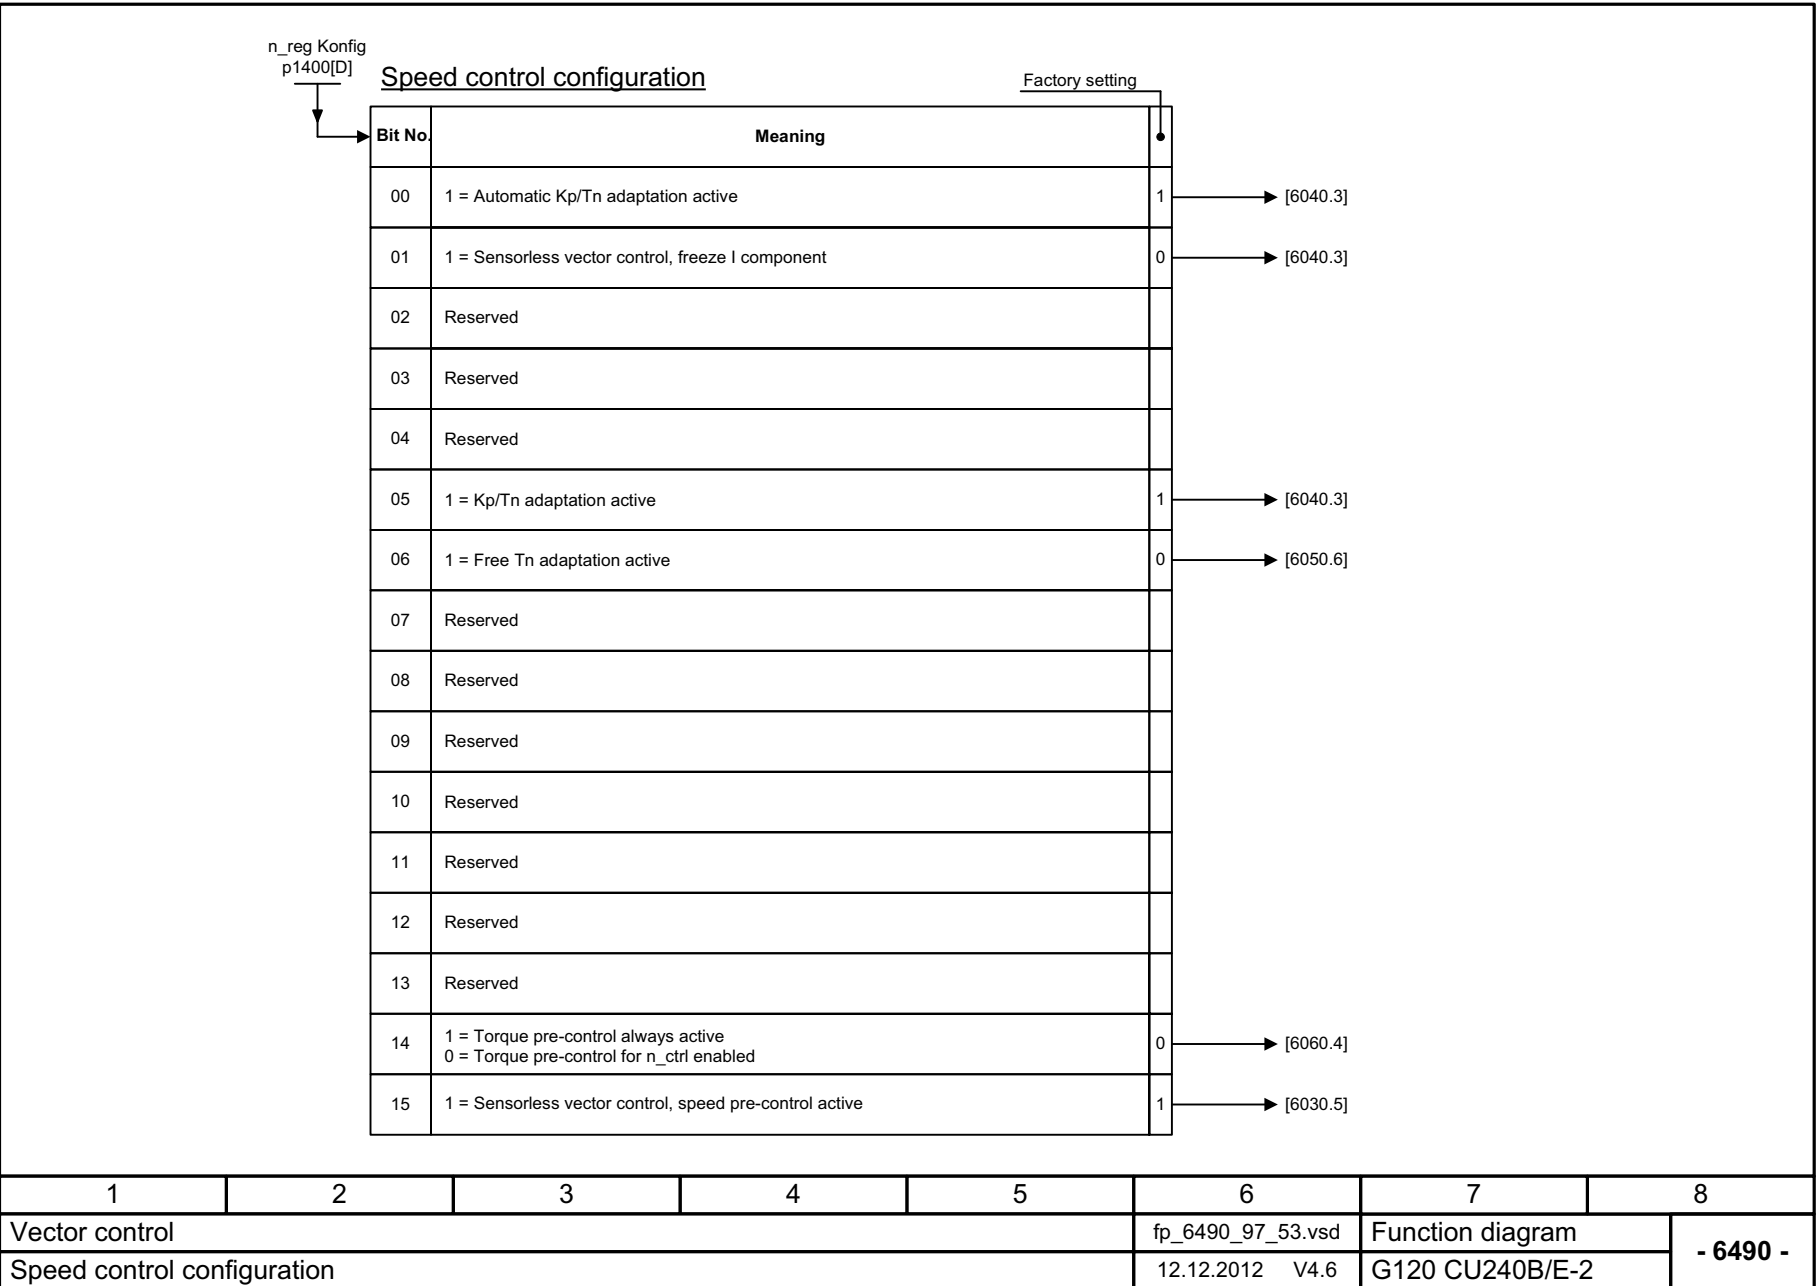 n_reg Konfig
p1400[D]
Speed control configuration
Factory setting
Bit No. Meaning
00 1 = Automatic Kp/Tn adaptation active 1 [6040.3]
01 1 = Sensorless vector control, freeze I component 0 [6040.3]
02 Reserved
03 Reserved
04 Reserved
05 1 = Kp/Tn adaptation active 1 [6040.3]
06 1 = Free Tn adaptation active 0 [6050.6]
07 Reserved
08 Reserved
09 Reserved
10 Reserved
11 Reserved
12 Reserved
13 Reserved
14 1 = Torque pre-control always active
0 = Torque pre-control for n_ctrl enabled 0 [6060.4]
15 1 = Sensorless vector control, speed pre-control active 1 [6030.5]
1 2 3 4 5 6 7 8
Vector control fp_6490_97_53.vsd Function diagram
- 6490 -
Speed control configuration 12.12.2012 V4.6 G120 CU240B/E-2